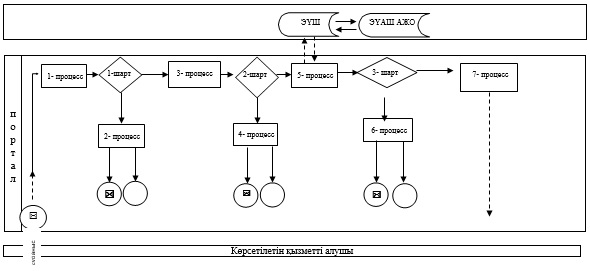 ЭҮШ
ЭҮАШ АЖО
1- процесс
1-шарт
3- процесс
2-шарт
5- процесс
3- шарт
7- процесс
2- процесс
4- процесс
6- процесс
портал
Көрсетілетін қызметті алушы